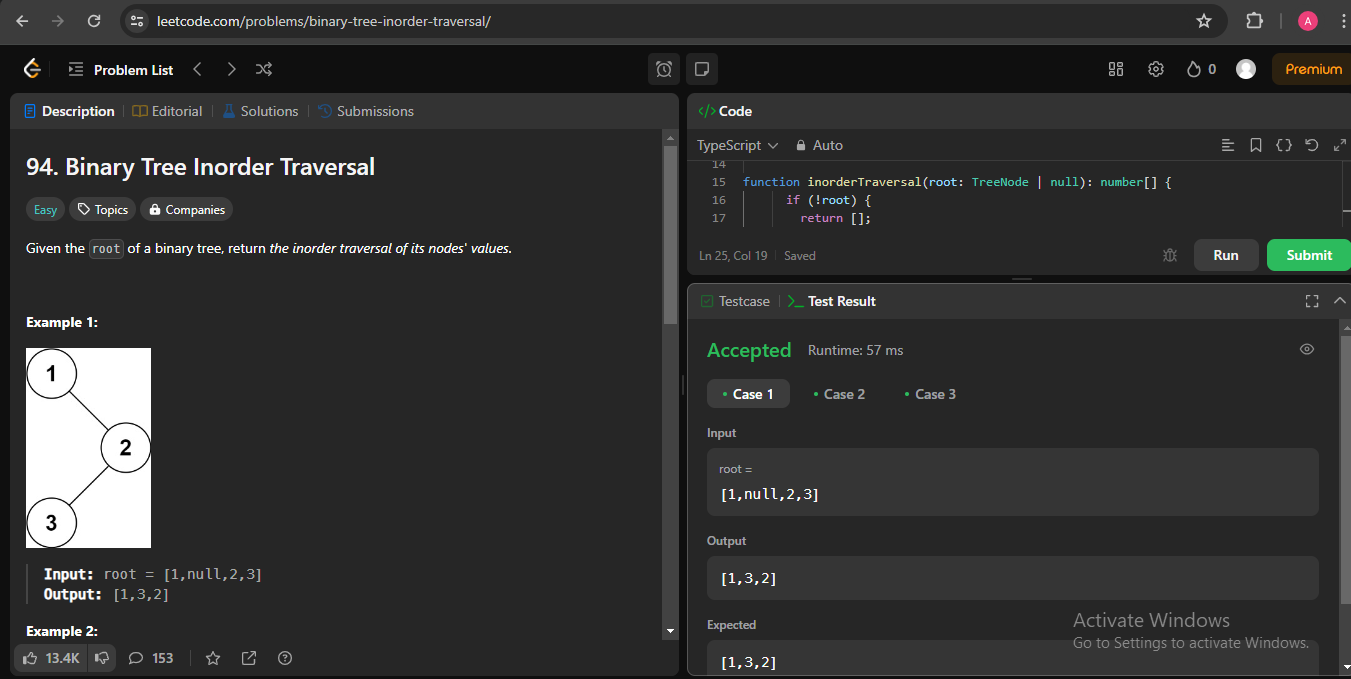 leetcode.com/problems/binary-tree-inorder-traversal/
A
Problem List
0
Premium
Description
Editorial
Solutions
Submissions
94. Binary Tree Inorder Traversal
Easy
Topics
Companies
Given the root of a binary tree, return the inorder traversal of its nodes' values.
Example 1:
1
2
3
Input: root = [1,null,2,3]
Output: [1,3,2]
Example 2:
13.4K
153
</> Code
TypeScript
Auto
14
15 function inorderTraversal(root: TreeNode | null): number[] {
16 if (!root) {
17 return [];
Ln 25, Col 19
Saved
Run
Submit
Testcase
>_ Test Result
Accepted
Runtime: 57 ms
• Case 1
• Case 2
• Case 3
Input
root =
[1,null,2,3]
Output
[1,3,2]
Expected
[1,3,2]
Activate Windows
Go to Settings to activate Windows.